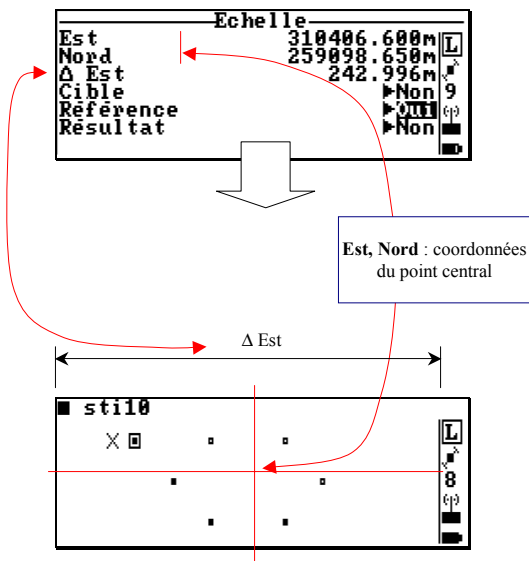 Echelle
Est 310406.600m
Nord 259098.650m
Δ Est 242.996m
Cible ►Non
Référence ►Oui
Résultat ►Non
L
9
Est, Nord : coordonnées
du point central
Δ Est
■ sti10
L
8